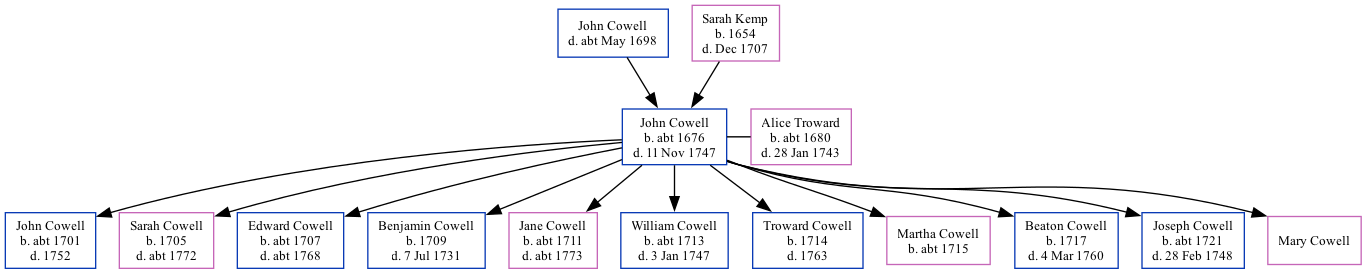 John Cowell
d. abt May 1698
Sarah Kemp
b. 1654
d. Dec 1707
John Cowell
b. abt 1676
d. 11 Nov 1747
Alice Troward
b. abt 1680
d. 28 Jan 1743
John Cowell
b. abt 1701
d. 1752
Sarah Cowell
b. 1705
d. abt 1772
Edward Cowell
b. abt 1707
d. abt 1768
Benjamin Cowell
b. 1709
d. 7 Jul 1731
Jane Cowell
b. abt 1711
d. abt 1773
William Cowell
b. abt 1713
d. 3 Jan 1747
Troward Cowell
b. 1714
d. 1763
Martha Cowell
b. abt 1715
Beaton Cowell
b. 1717
d. 4 Mar 1760
Joseph Cowell
b. abt 1721
d. 28 Feb 1748
Mary Cowell